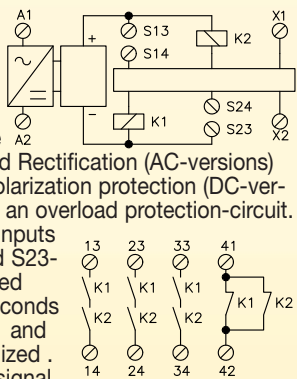 A1 S13 K2 X1
+
S14
~
S24
– K1
A2 S23 X2
d Rectification (AC-versions)
olarization protection (DC-ver-
an overload protection-circuit.
nputs
d S23-
ed
conds
and
ized .
signal
13 23 33 41
K1 K1 K1 K1 K2
K2 K2 K2
14 24 34 42